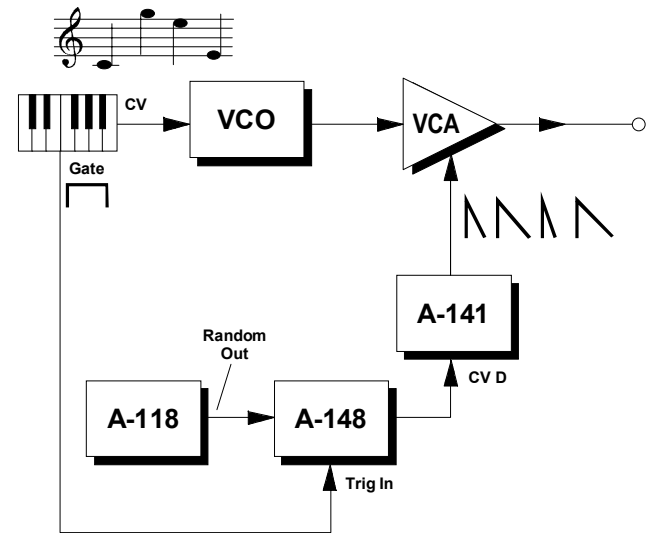 CV
VCO
VCA
Gate
A-141
Random
Out
CV D
A-118
A-148
Trig In